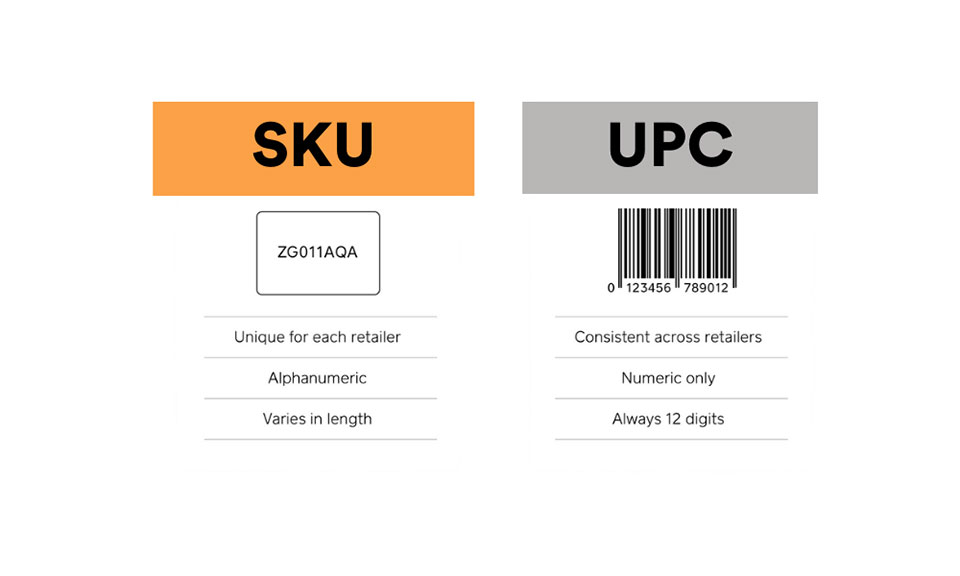 SKU
ZG011AQA
Unique for each retailer
Alphanumeric
Varies in length
UPC
0 123456 789012
Consistent across retailers
Numeric only
Always 12 digits